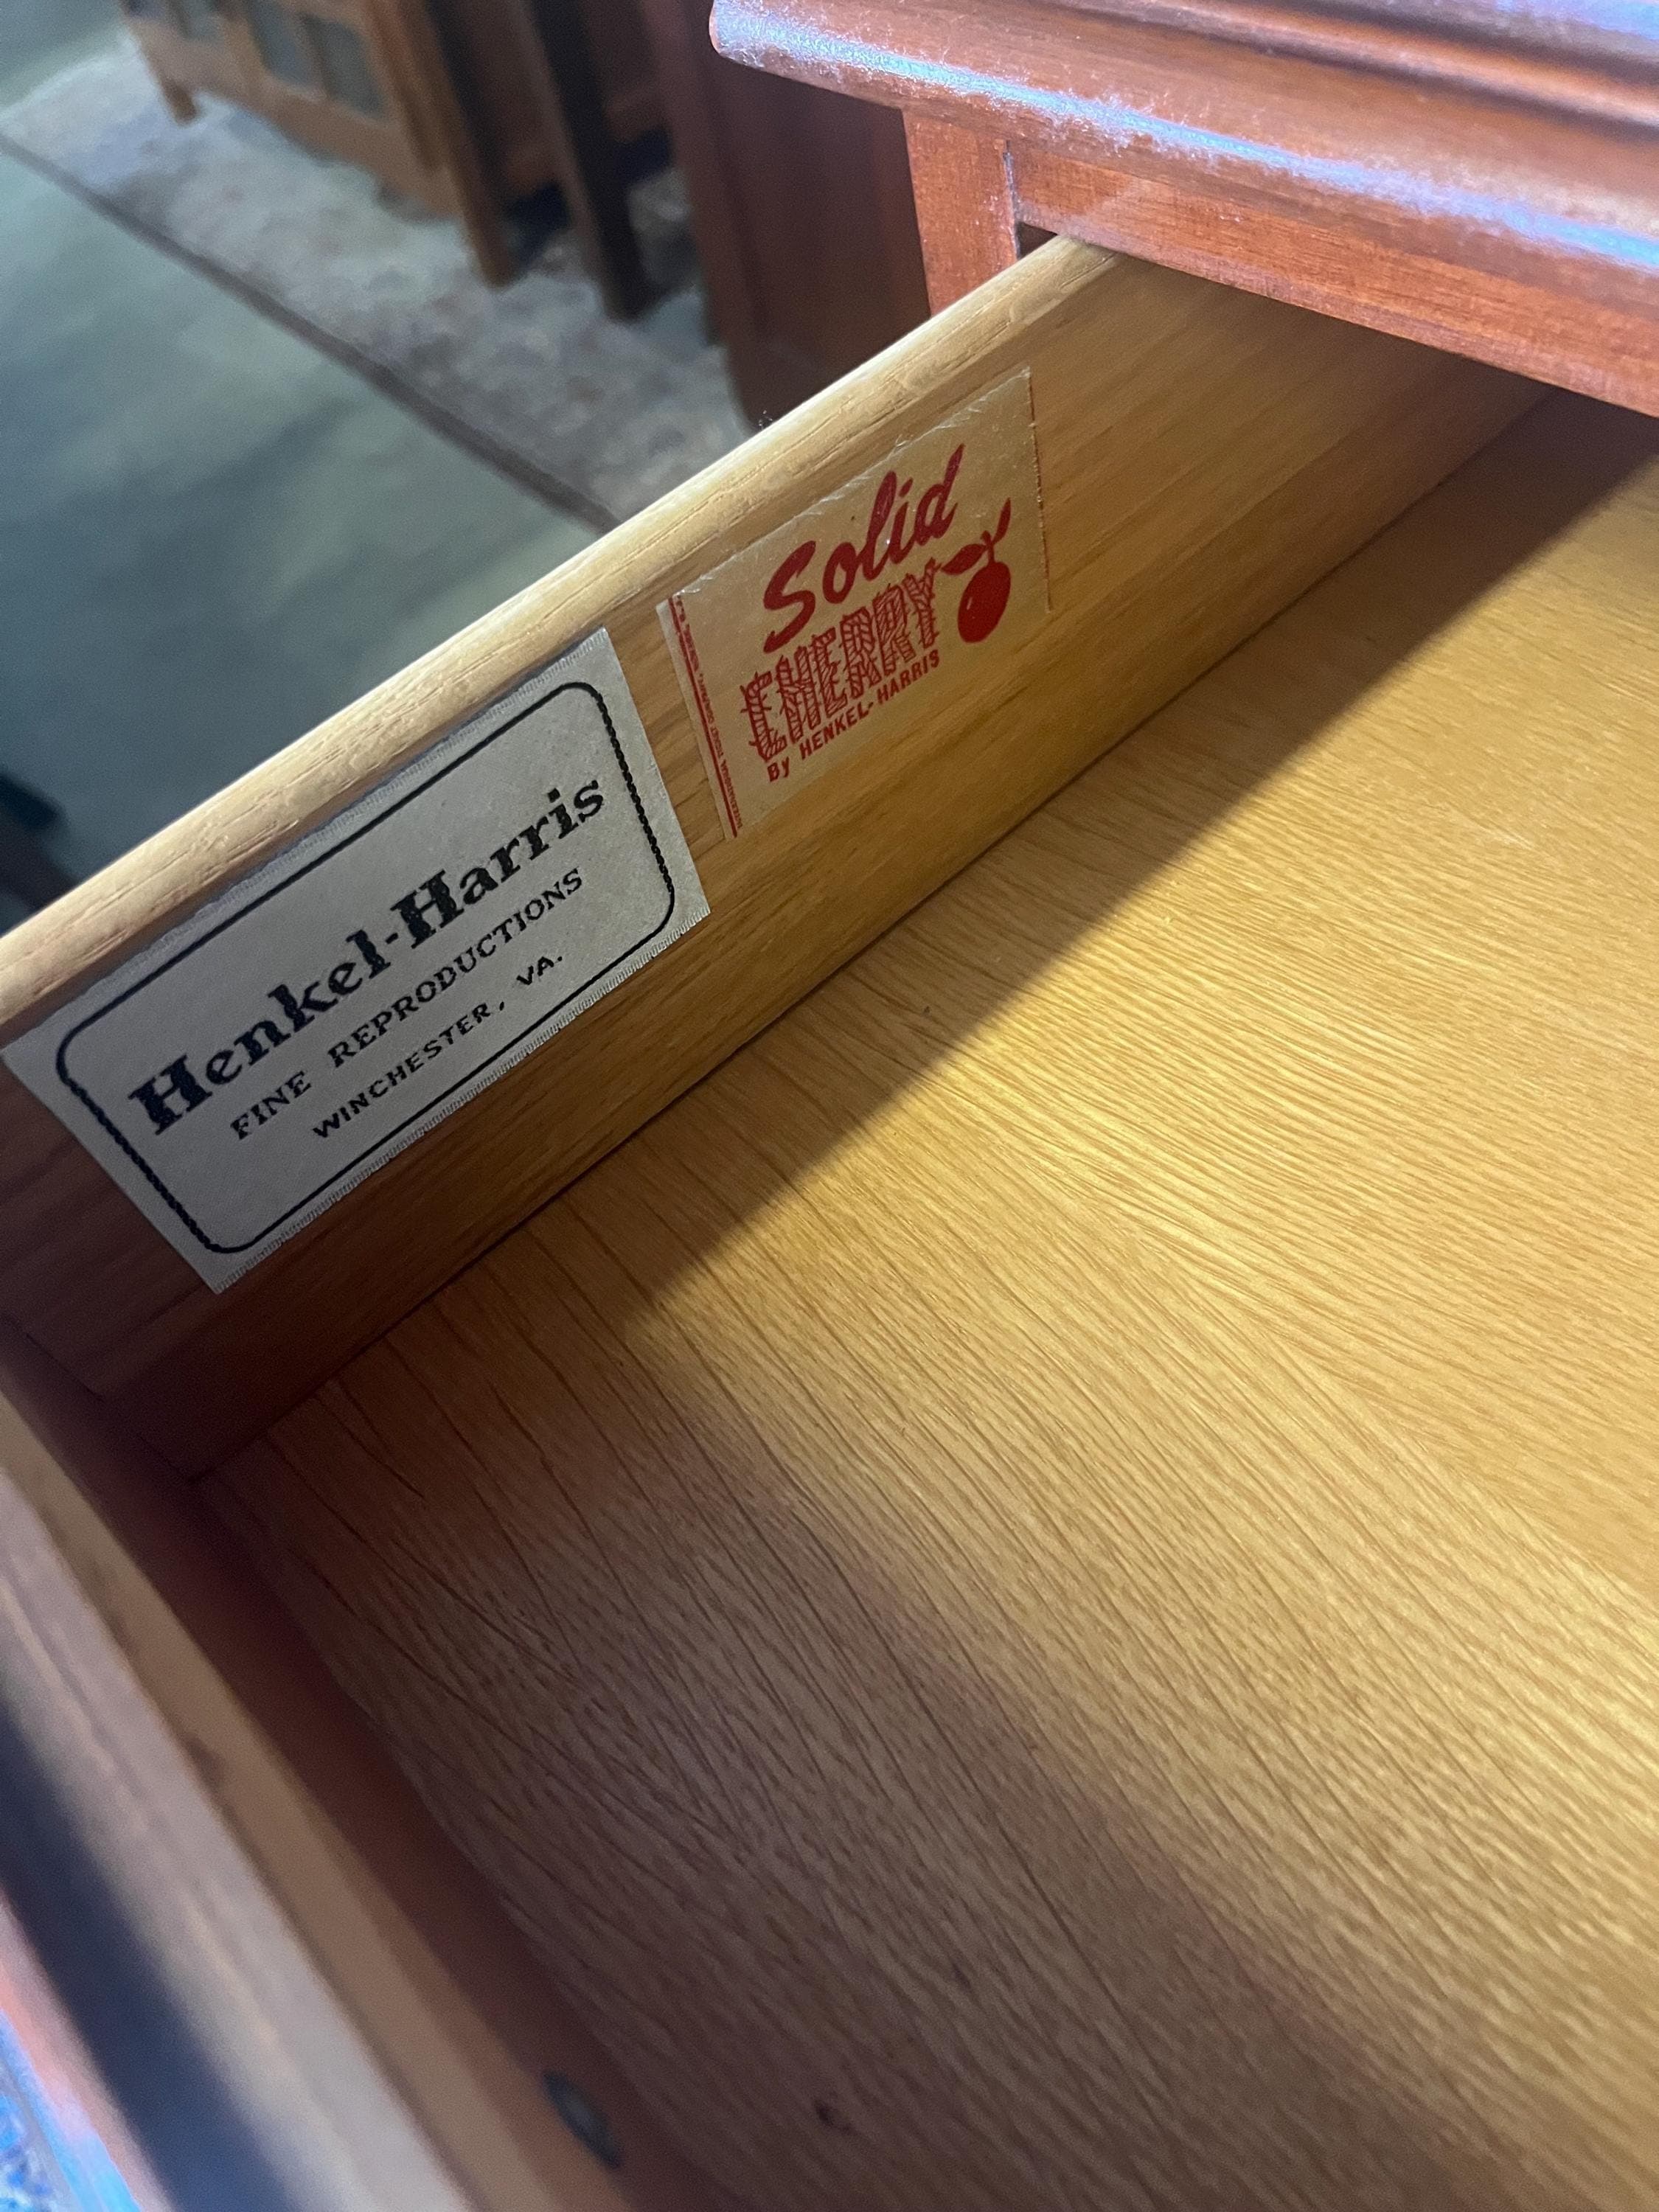 Henkel-Harris
FINE REPRODUCTIONS
WINCHESTER, VA.
Solid
CHERRY
By HENKEL-HARRIS